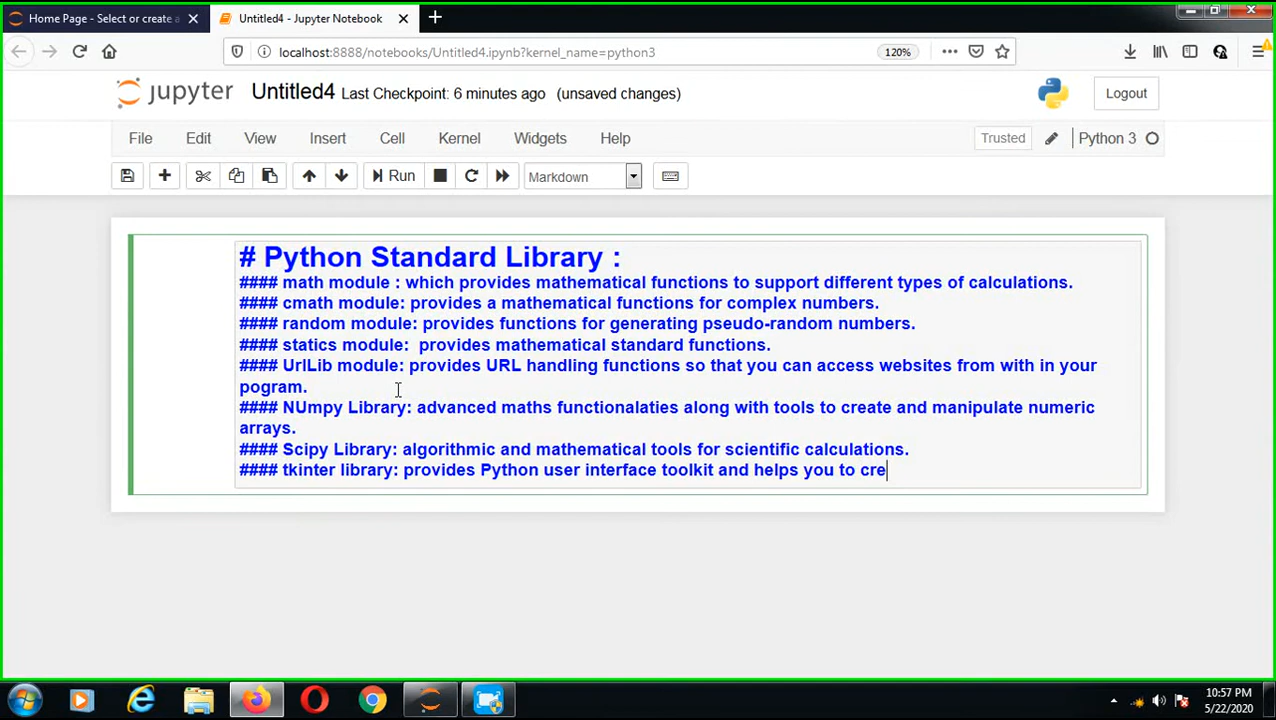 Home Page - Select or create a
Untitled4 - Jupyter Notebook
localhost:8888/notebooks/Untitled4.ipynb?kernel_name=python3
120%
jupyter Untitled4 Last Checkpoint: 6 minutes ago (unsaved changes)
Logout
File Edit View Insert Cell Kernel Widgets Help
Trusted
Python 3
Run
Markdown
# Python Standard Library :
#### math module : which provides mathematical functions to support different types of calculations.
#### cmath module: provides a mathematical functions for complex numbers.
#### random module: provides functions for generating pseudo-random numbers.
#### statics module:  provides mathematical standard functions.
#### UrlLib module: provides URL handling functions so that you can access websites from with in your
pogram.
#### NUmpy Library: advanced maths functionalaties along with tools to create and manipulate numeric
arrays.
#### Scipy Library: algorithmic and mathematical tools for scientific calculations.
#### tkinter library: provides Python user interface toolkit and helps you to cre
10:57 PM
5/22/2020